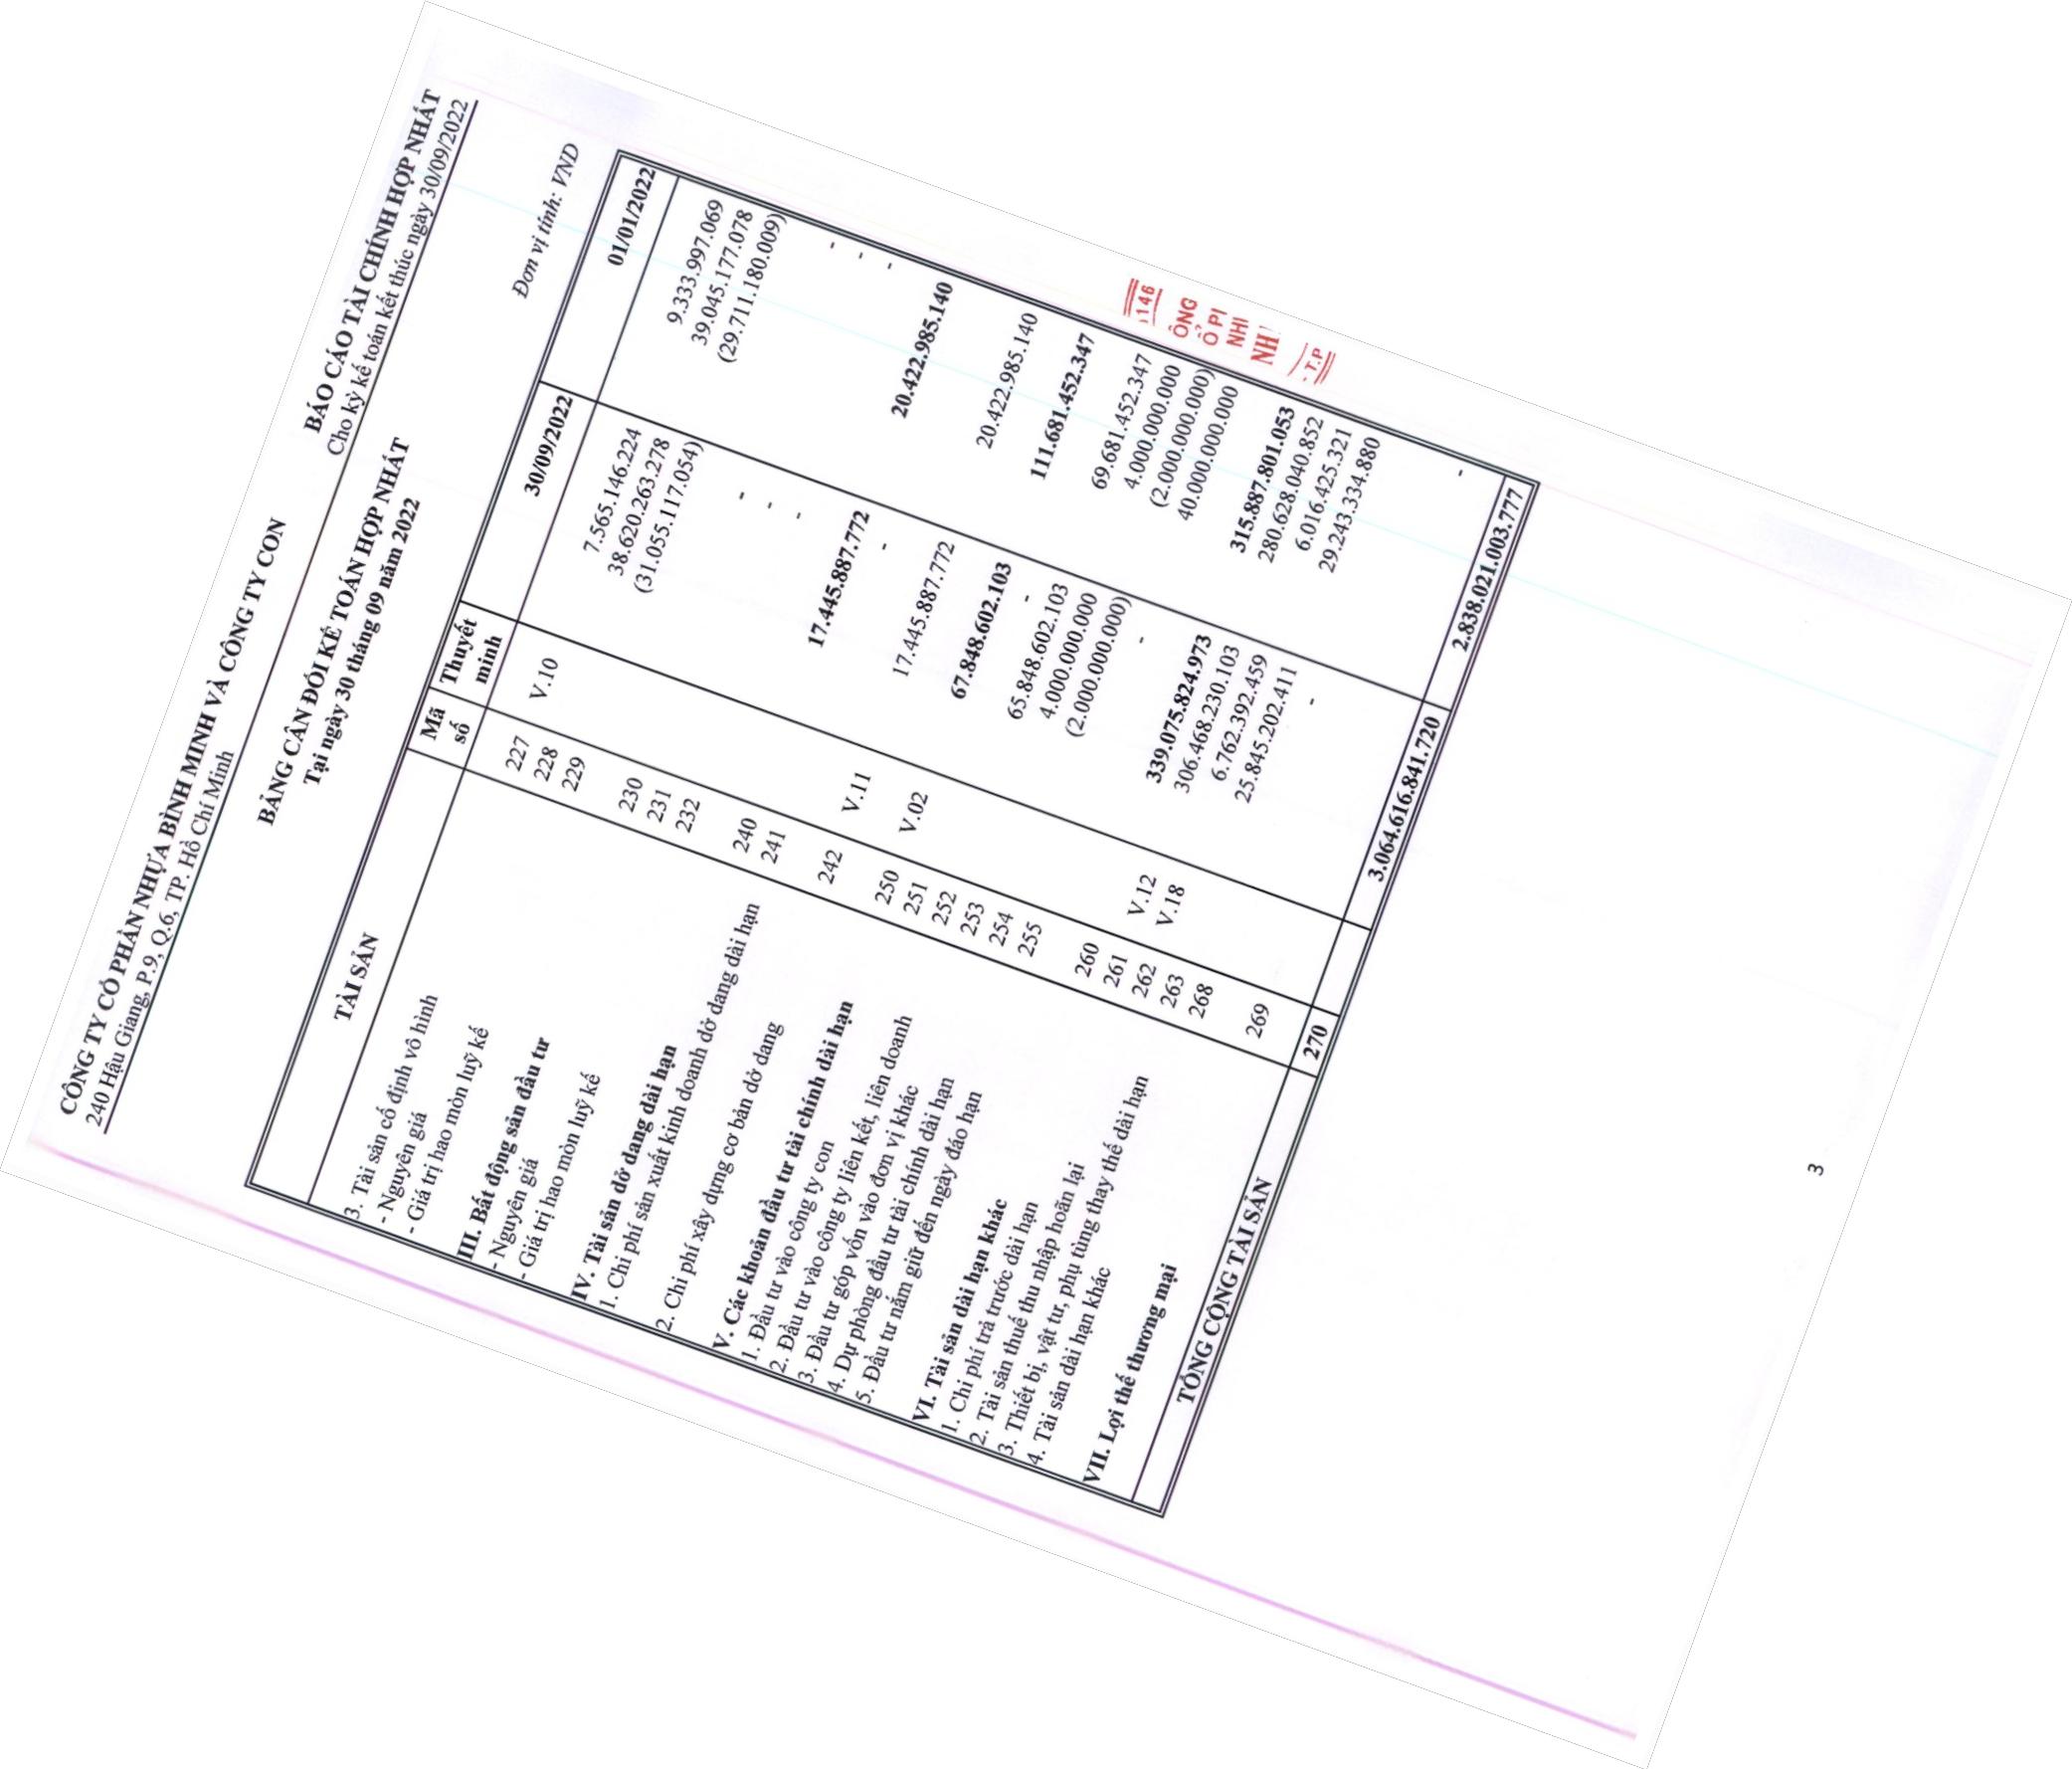 CÔNG TY CỔ PHẦN NHỰA BÌNH MINH VÀ CÔNG TY CON
240 Hậu Giang, P.9, Q.6, TP. Hồ Chí Minh
BÁO CÁO TÀI CHÍNH HỢP NHẤT
Cho kỳ kế toán kết thúc ngày 30/09/2022
BẢNG CÂN ĐỐI KẾ TOÁN HỢP NHẤT
Tại ngày 30 tháng 09 năm 2022
Đơn vị tính: VND
TÀI SẢN Mã số Thuyết minh 30/09/2022 01/01/2022
3. Tài sản cố định vô hình 227 V.10 7.565.146.224 9.333.997.069
- Nguyên giá 228 38.620.263.278 39.045.177.078
- Giá trị hao mòn luỹ kế 229 (31.055.117.054) (29.711.180.009)
III. Bất động sản đầu tư 230 - -
- Nguyên giá 231 - -
- Giá trị hao mòn luỹ kế 232 - -
IV. Tài sản dở dang dài hạn 240 17.445.887.772 20.422.985.140
1. Chi phí sản xuất kinh doanh dở dang dài hạn 241 -
2. Chi phí xây dựng cơ bản dở dang 242 V.11 17.445.887.772 20.422.985.140
V. Các khoản đầu tư tài chính dài hạn 250 V.02 67.848.602.103 111.681.452.347
1. Đầu tư vào công ty con 251 -
2. Đầu tư vào công ty liên kết, liên doanh 252 65.848.602.103 69.681.452.347
3. Đầu tư góp vốn vào đơn vị khác 253 4.000.000.000 4.000.000.000
4. Dự phòng đầu tư tài chính dài hạn 254 (2.000.000.000) (2.000.000.000)
5. Đầu tư nắm giữ đến ngày đáo hạn 255 - 40.000.000.000
VI. Tài sản dài hạn khác 260 339.075.824.973 315.887.801.053
1. Chi phí trả trước dài hạn 261 V.12 306.468.230.103 280.628.040.852
2. Tài sản thuế thu nhập hoãn lại 262 V.18 6.762.392.459 6.016.425.321
3. Thiết bị, vật tư, phụ tùng thay thế dài hạn 263 25.845.202.411 29.243.334.880
4. Tài sản dài hạn khác 268 -
VII. Lợi thế thương mại 269 -
TỔNG CỘNG TÀI SẢN 270 3.064.616.841.720 2.838.021.003.777
146
ÔNG
Ổ PI
NHI
NH
T.P
3